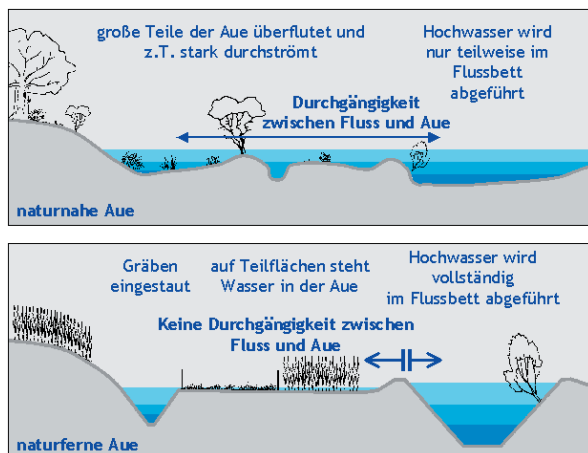 große Teile der Aue überflutet und
z.T. stark durchströmt
Hochwasser wird
nur teilweise im
Flussbett
abgeführt
Durchgängigkeit
zwischen Fluss und Aue
naturnahe Aue
Gräben
eingestaut
auf Teilflächen steht
Wasser in der Aue
Hochwasser wird
vollständig
im Flussbett abgeführt
Keine Durchgängigkeit zwischen
Fluss und Aue
naturferne Aue